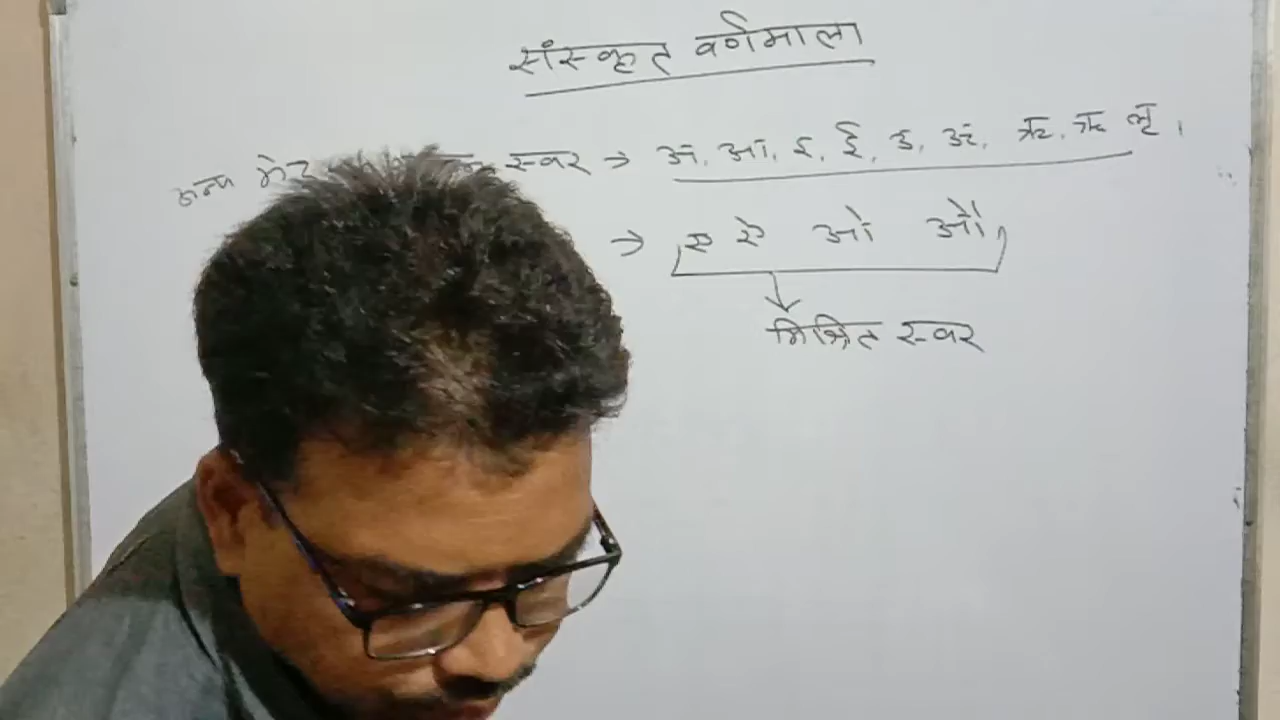 संस्कृत वर्णमाला
स्वर → अ, आ, इ, ई, उ, ऊ, ऋ, ॠ लृ,
→ ए ऐ ओ औ
मिश्रित स्वर